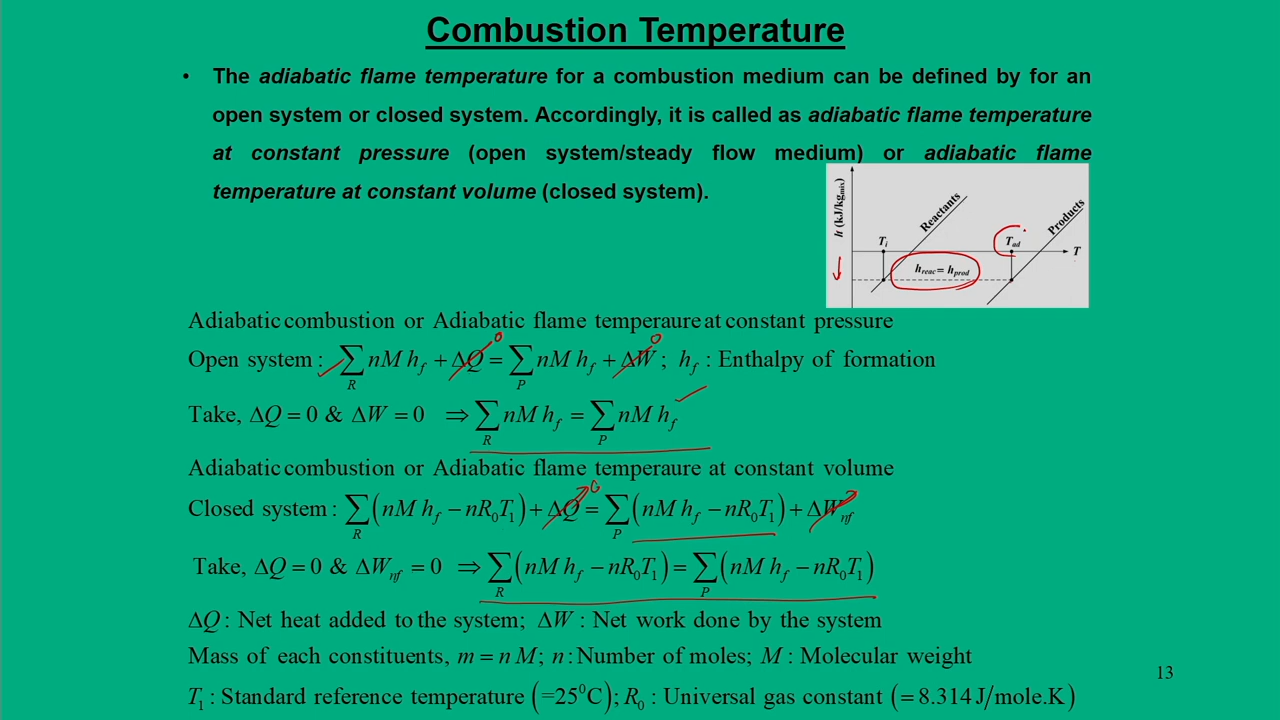 Combustion Temperature
• The adiabatic flame temperature for a combustion medium can be defined by for an
open system or closed system. Accordingly, it is called as adiabatic flame temperature
at constant pressure (open system/steady flow medium) or adiabatic flame
temperature at constant volume (closed system).
h (kJ/kgmix)
Reactants
Products
Ti
Tad
T
hreac = hprod
Adiabatic combustion or Adiabatic flame temperaure at constant pressure
Open system : ∑R nM hf + ΔQ 0 = ∑P nM hf + ΔW 0 ; hf : Enthalpy of formation
Take, ΔQ = 0 & ΔW = 0 ⇒ ∑R nM hf = ∑P nM hf
Adiabatic combustion or Adiabatic flame temperaure at constant volume
Closed system : ∑R (nM hf − nR0T1) + ΔQ 0 = ∑P (nM hf − nR0T1) + ΔWnf
Take, ΔQ = 0 & ΔWnf = 0 ⇒ ∑R (nM hf − nR0T1) = ∑P (nM hf − nR0T1)
ΔQ : Net heat added to the system; ΔW : Net work done by the system
Mass of each constituents, m = n M; n : Number of moles; M : Molecular weight
T1 : Standard reference temperature (=25⁰C); R0 : Universal gas constant (= 8.314 J/mole.K)
13